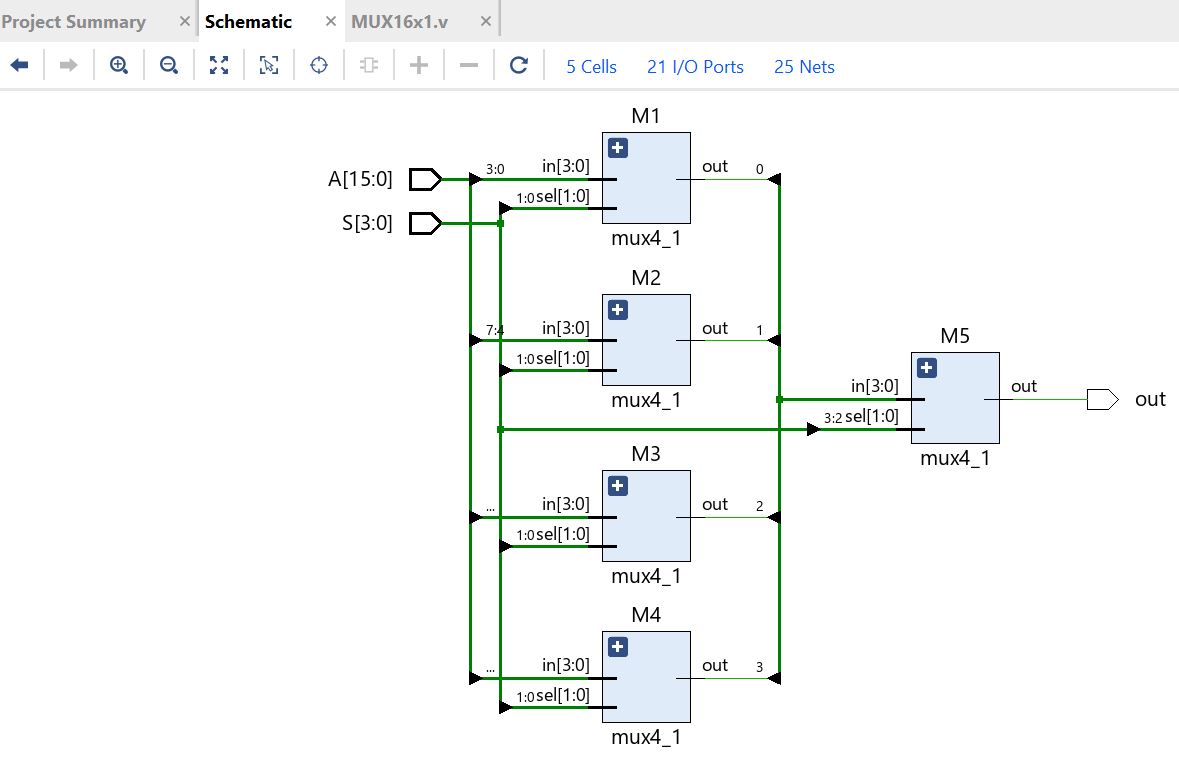 Project Summary × Schematic × MUX16x1.v ×
5 Cells 21 I/O Ports 25 Nets
M1
A[15:0] 3:0 in[3:0] out 0
1:0 sel[1:0]
S[3:0]
mux4_1
M2
7:4 in[3:0] out 1
1:0 sel[1:0]
mux4_1
M5
in[3:0] out out
3:2 sel[1:0]
mux4_1
M3
... in[3:0] out 2
1:0 sel[1:0]
mux4_1
M4
... in[3:0] out 3
1:0 sel[1:0]
mux4_1